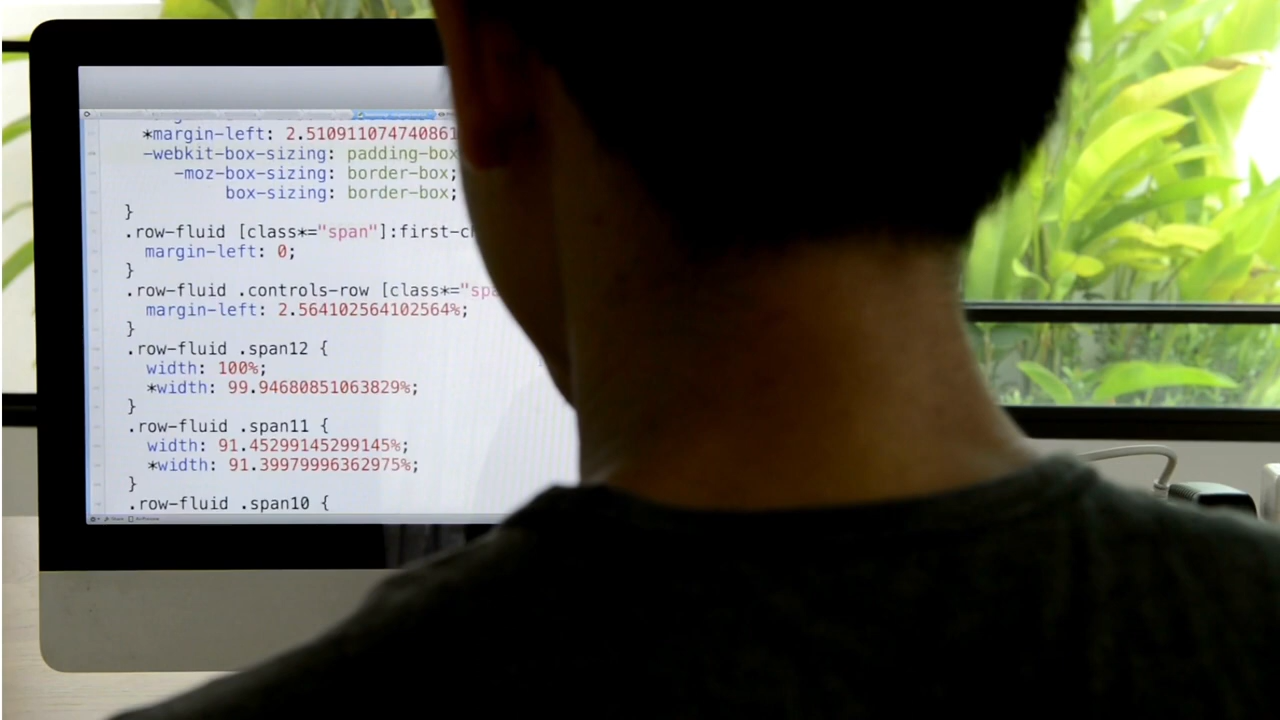 *margin-left: 2.510911074740861
-webkit-box-sizing: padding-box
-moz-box-sizing: border-box;
box-sizing: border-box;
}
.row-fluid [class*="span"]:first-c
margin-left: 0;
}
.row-fluid .controls-row [class*="spa
margin-left: 2.564102564102564%;
}
.row-fluid .span12 {
width: 100%;
*width: 99.94680851063829%;
}
.row-fluid .span11 {
width: 91.45299145299145%;
*width: 91.39979996362975%;
}
.row-fluid .span10 {